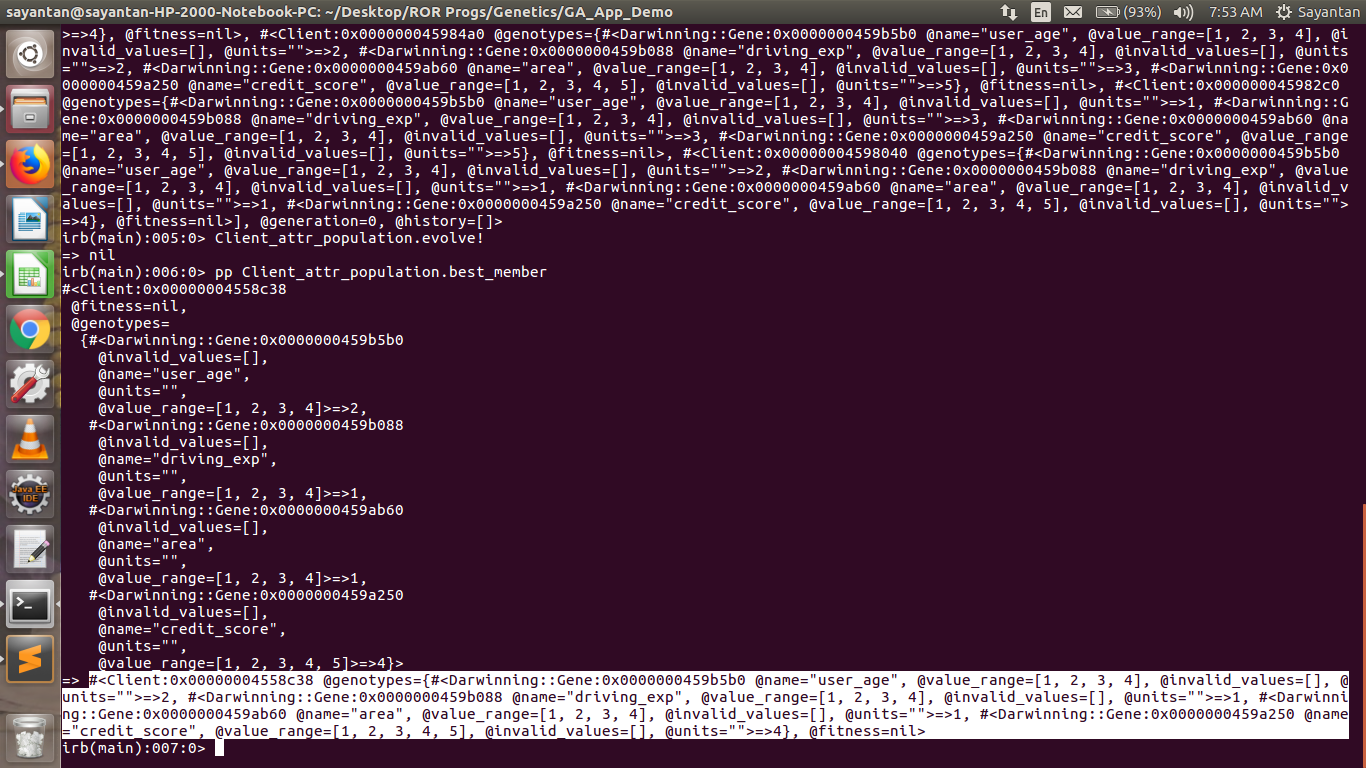 sayantan@sayantan-HP-2000-Notebook-PC: ~/Desktop/ROR Progs/Genetics/GA_App_Demo
En (93%) 7:53 AM Sayantan
>=>4}, @fitness=nil>, #<Client:0x000000045984a0 @genotypes={#<Darwinning::Gene:0x0000000459b5b0 @name="user_age", @value_range=[1, 2, 3, 4], @i
nvalid_values=[], @units="">=>2, #<Darwinning::Gene:0x0000000459b088 @name="driving_exp", @value_range=[1, 2, 3, 4], @invalid_values=[], @units
="">=>2, #<Darwinning::Gene:0x0000000459ab60 @name="area", @value_range=[1, 2, 3, 4], @invalid_values=[], @units="">=>3, #<Darwinning::Gene:0x0
000000459a250 @name="credit_score", @value_range=[1, 2, 3, 4, 5], @invalid_values=[], @units="">=>5}, @fitness=nil>, #<Client:0x000000045982c0
@genotypes={#<Darwinning::Gene:0x0000000459b5b0 @name="user_age", @value_range=[1, 2, 3, 4], @invalid_values=[], @units="">=>1, #<Darwinning::G
ene:0x0000000459b088 @name="driving_exp", @value_range=[1, 2, 3, 4], @invalid_values=[], @units="">=>3, #<Darwinning::Gene:0x0000000459ab60 @na
me="area", @value_range=[1, 2, 3, 4], @invalid_values=[], @units="">=>3, #<Darwinning::Gene:0x0000000459a250 @name="credit_score", @value_range
=[1, 2, 3, 4, 5], @invalid_values=[], @units="">=>5}, @fitness=nil>, #<Client:0x00000004598040 @genotypes={#<Darwinning::Gene:0x0000000459b5b0
@name="user_age", @value_range=[1, 2, 3, 4], @invalid_values=[], @units="">=>2, #<Darwinning::Gene:0x0000000459b088 @name="driving_exp", @value
_range=[1, 2, 3, 4], @invalid_values=[], @units="">=>1, #<Darwinning::Gene:0x0000000459ab60 @name="area", @value_range=[1, 2, 3, 4], @invalid_v
alues=[], @units="">=>1, #<Darwinning::Gene:0x0000000459a250 @name="credit_score", @value_range=[1, 2, 3, 4, 5], @invalid_values=[], @units="">
=>4}, @fitness=nil>], @generation=0, @history=[]>
irb(main):005:0> Client_attr_population.evolve!
=> nil
irb(main):006:0> pp Client_attr_population.best_member
#<Client:0x00000004558c38
 @fitness=nil,
 @genotypes=
  {#<Darwinning::Gene:0x0000000459b5b0
    @invalid_values=[],
    @name="user_age",
    @units="",
    @value_range=[1, 2, 3, 4]>=>2,
   #<Darwinning::Gene:0x0000000459b088
    @invalid_values=[],
    @name="driving_exp",
    @units="",
    @value_range=[1, 2, 3, 4]>=>1,
   #<Darwinning::Gene:0x0000000459ab60
    @invalid_values=[],
    @name="area",
    @units="",
    @value_range=[1, 2, 3, 4]>=>1,
   #<Darwinning::Gene:0x0000000459a250
    @invalid_values=[],
    @name="credit_score",
    @units="",
    @value_range=[1, 2, 3, 4, 5]>=>4}>
=> #<Client:0x00000004558c38 @genotypes={#<Darwinning::Gene:0x0000000459b5b0 @name="user_age", @value_range=[1, 2, 3, 4], @invalid_values=[], @
units="">=>2, #<Darwinning::Gene:0x0000000459b088 @name="driving_exp", @value_range=[1, 2, 3, 4], @invalid_values=[], @units="">=>1, #<Darwinni
ng::Gene:0x0000000459ab60 @name="area", @value_range=[1, 2, 3, 4], @invalid_values=[], @units="">=>1, #<Darwinning::Gene:0x0000000459a250 @name
="credit_score", @value_range=[1, 2, 3, 4, 5], @invalid_values=[], @units="">=>4}, @fitness=nil>
irb(main):007:0>
Java EE
IDE